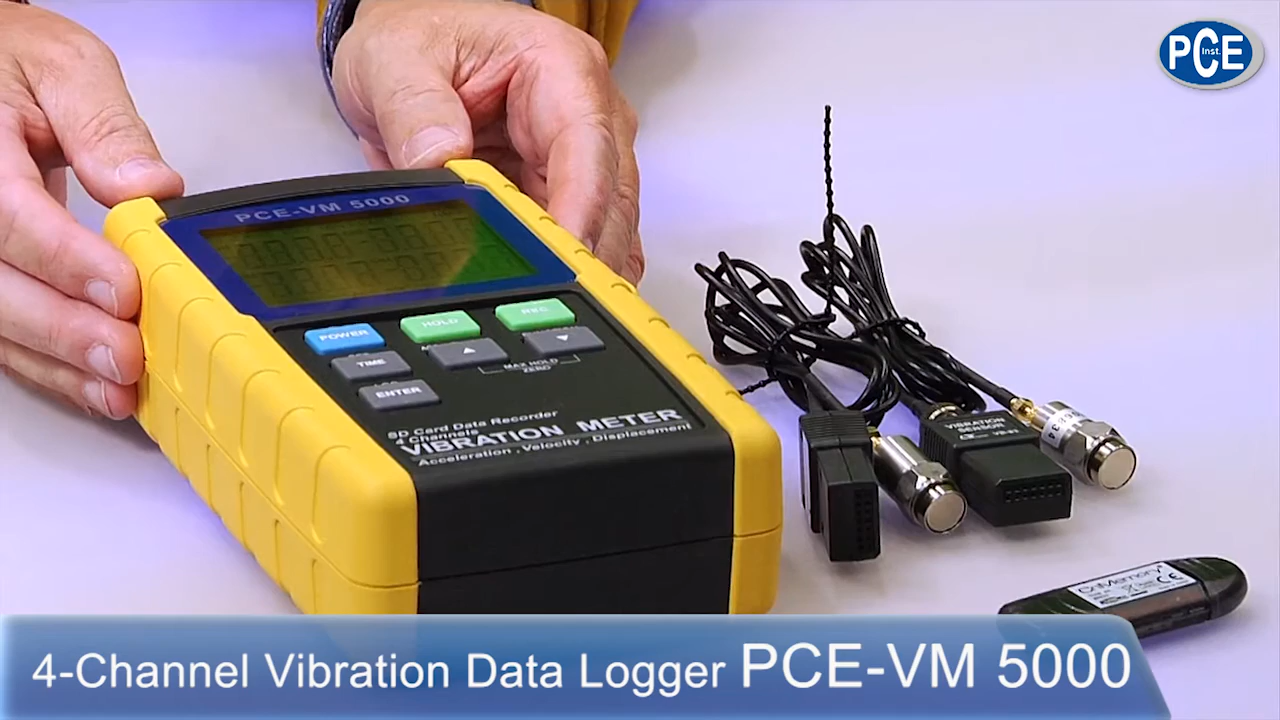 PCE
Inst.
PCE-VM 5000
POWER
HOLD
REC.
TIME
▲
▼
MAX HOLD
ZERO
ENTER
SD Card Data Recorder
4 Channels
VIBRATION METER
Acceleration , Velocity , Displacement
VIBRATION
SENSOR
OnMemory
CE
4-Channel Vibration Data Logger PCE-VM 5000